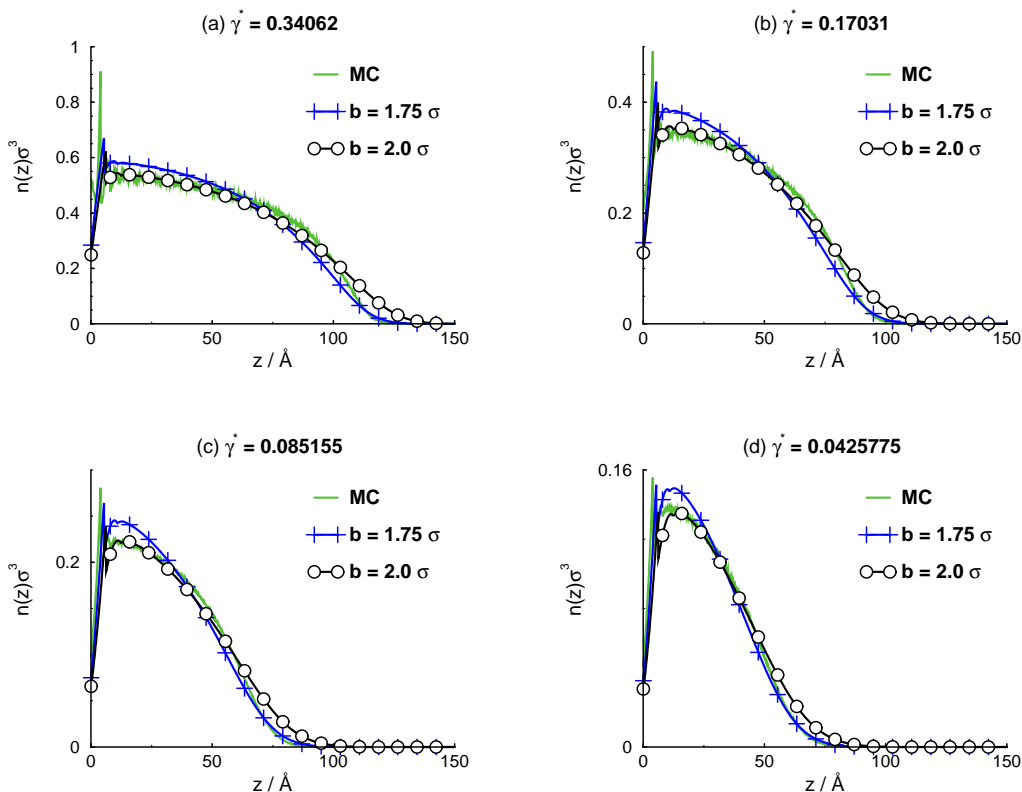 (a) γ* = 0.34062
1
0.8
0.6
0.4
0.2
0
n(z)σ³
MC
b = 1.75 σ
b = 2.0 σ
0 50 100 150
z / Å
(b) γ* = 0.17031
0.4
0.2
0
n(z)σ³
MC
b = 1.75 σ
b = 2.0 σ
0 50 100 150
z / Å
(c) γ* = 0.085155
0.2
0
n(z)σ³
MC
b = 1.75 σ
b = 2.0 σ
0 50 100 150
z / Å
(d) γ* = 0.0425775
0.16
0
n(z)σ³
MC
b = 1.75 σ
b = 2.0 σ
0 50 100 150
z / Å